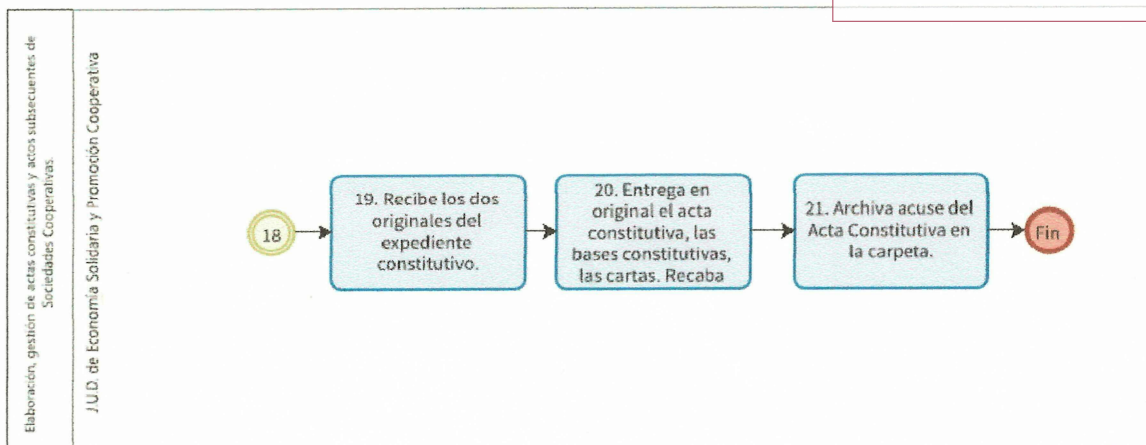 Elaboración, gestión de actas constitutivas y actos subsecuentes de
Sociedades Cooperativas.
J.U.D. de Economía Solidaria y Promoción Cooperativa
18
19. Recibe los dos
originales del
expediente
constitutivo.
20. Entrega en
original el acta
constitutiva, las
bases constitutivas,
las cartas. Recaba
21. Archiva acuse del
Acta Constitutiva en
la carpeta.
Fin